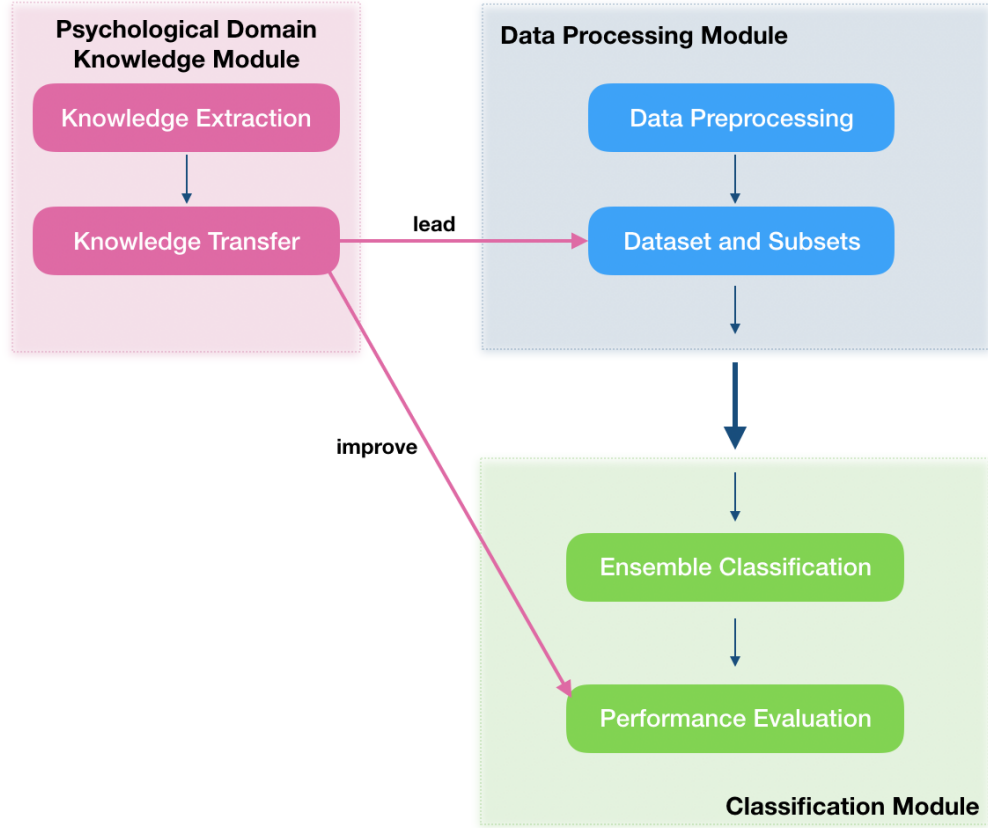 Psychological Domain
Knowledge Module
Knowledge Extraction
Knowledge Transfer
lead
improve
Data Processing Module
Data Preprocessing
Dataset and Subsets
Ensemble Classification
Performance Evaluation
Classification Module